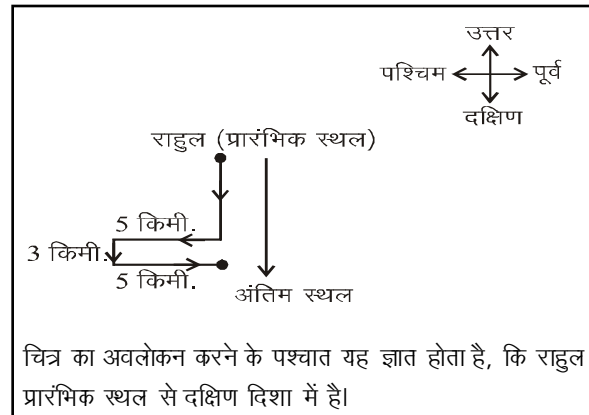 उत्तर
पश्चिम पूर्व
दक्षिण
राहुल (प्रारंभिक स्थल)
5 किमी.
3 किमी.
5 किमी.
अंतिम स्थल
चित्र का अवलोकन करने के पश्चात यह ज्ञात होता है, कि राहुल
प्रारंभिक स्थल से दक्षिण दिशा में है।